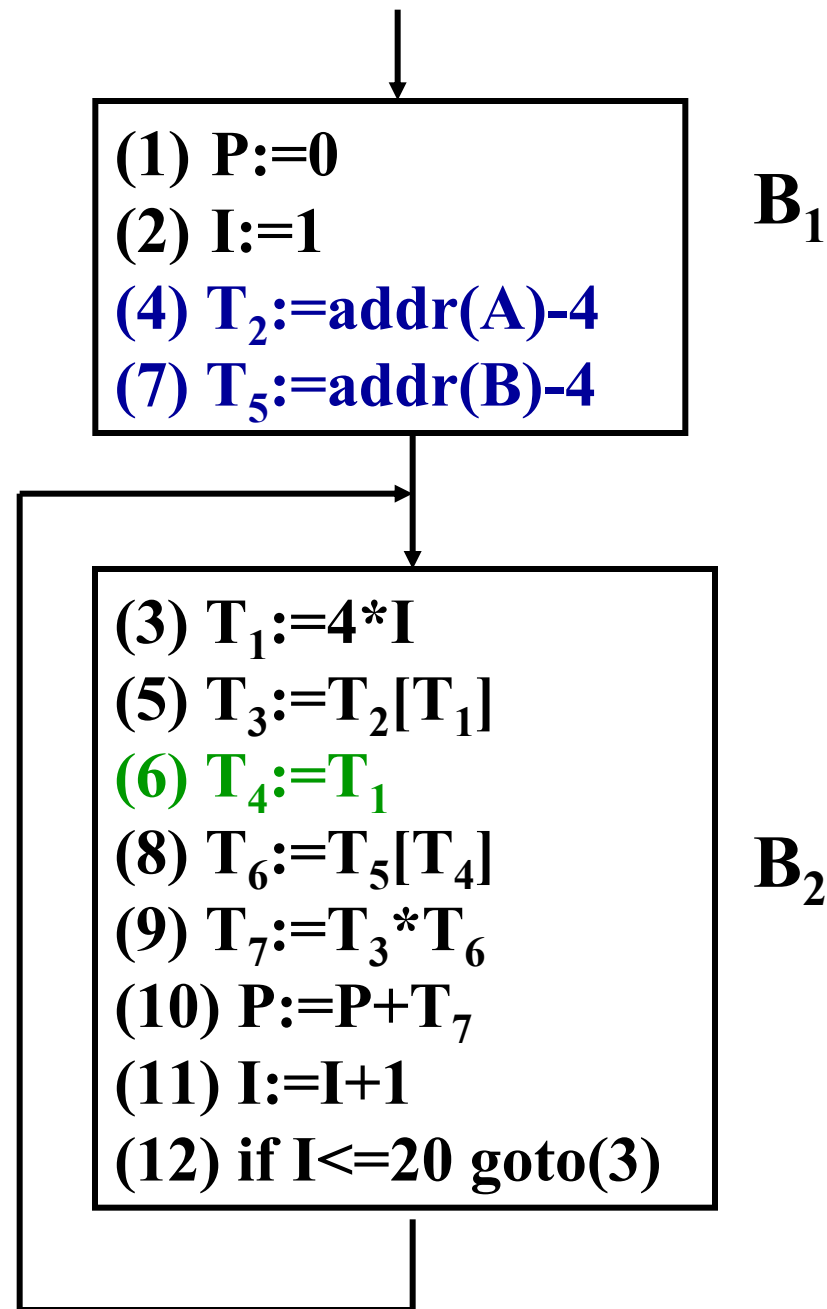 (1) P:=0
(2) I:=1
(4) T₂:=addr(A)-4
(7) T₅:=addr(B)-4
B₁
(3) T₁:=4*I
(5) T₃:=T₂[T₁]
(6) T₄:=T₁
(8) T₆:=T₅[T₄]
(9) T₇:=T₃*T₆
(10) P:=P+T₇
(11) I:=I+1
(12) if I<=20 goto(3)
B₂